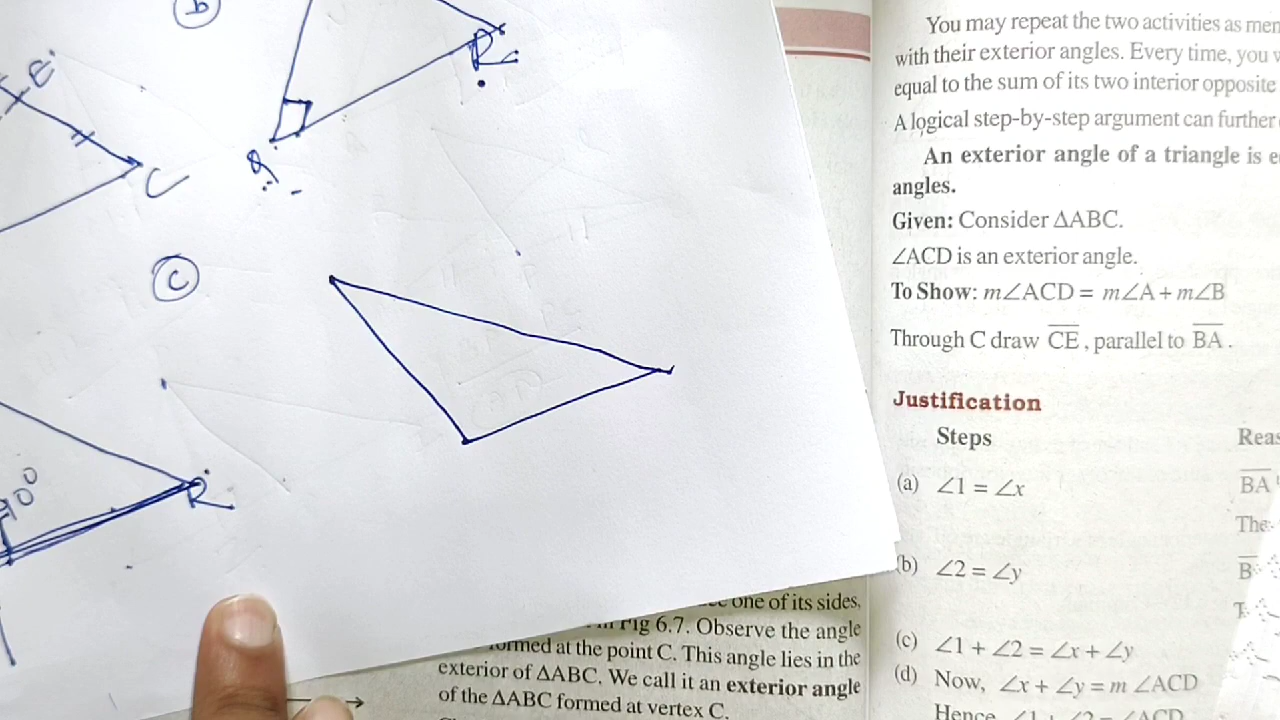 b
E
C
Q
R
C
90°
R
You may repeat the two activities as
with their exterior angles. Every time, you
equal to the sum of its two interior opposite
A logical step-by-step argument can further
An exterior angle of a triangle is
angles.
Given: Consider ΔABC.
∠ACD is an exterior angle.
To Show: m∠ACD = m∠A + m∠B
Through C draw CE, parallel to BA.
Justification
Steps
(a) ∠1 = ∠x
BA
(b) ∠2 = ∠y
(c) ∠1 + ∠2 = ∠x + ∠y
(d) Now, ∠x + ∠y = m ∠ACD
Hence ∠1 + ∠2 = ∠ACD
one of its sides,
Fig 6.7. Observe the angle
formed at the point C. This angle lies in the
exterior of ΔABC. We call it an exterior angle
of the ΔABC formed at vertex C.